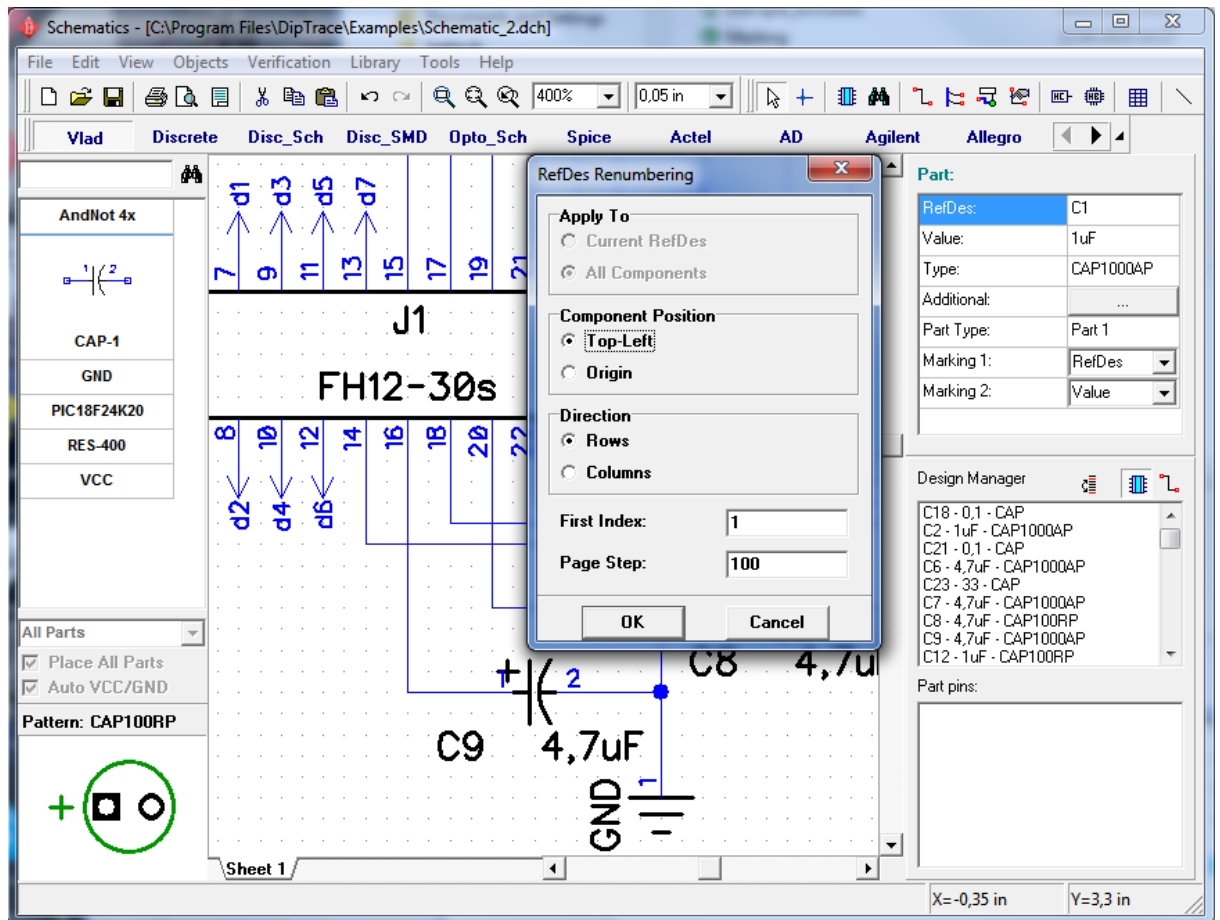 Schematics - [C:\Program Files\DipTrace\Examples\Schematic_2.dch]
File Edit View Objects Verification Library Tools Help
400% 0,05 in
Vlad Discrete Disc_Sch Disc_SMD Opto_Sch Spice Actel AD Agilent Allegro
AndNot 4x
1 2
CAP-1
GND
PIC18F24K20
RES-400
VCC
All Parts
Place All Parts
Auto VCC/GND
Pattern: CAP100RP
+
d1 d3 d5 d7
7 9 11 13 15 17 19 21
J1
FH12-30s
8 10 12 14 16 18 20 22
d2 d4 d6
C8 4,7u
+ 1 2
C9 4,7uF
GND 1
Sheet 1
RefDes Renumbering
Apply To
Current RefDes
All Components
Component Position
Top-Left
Origin
Direction
Rows
Columns
First Index: 1
Page Step: 100
OK Cancel
Part:
RefDes: C1
Value: 1uF
Type: CAP1000AP
Additional: ...
Part Type: Part 1
Marking 1: RefDes
Marking 2: Value
Design Manager
C18 - 0,1 - CAP
C2 - 1uF - CAP1000AP
C21 - 0,1 - CAP
C6 - 4,7uF - CAP1000AP
C23 - 33 - CAP
C7 - 4,7uF - CAP1000AP
C8 - 4,7uF - CAP100RP
C9 - 4,7uF - CAP1000AP
C12 - 1uF - CAP100RP
Part pins:
X=-0,35 in Y=3,3 in